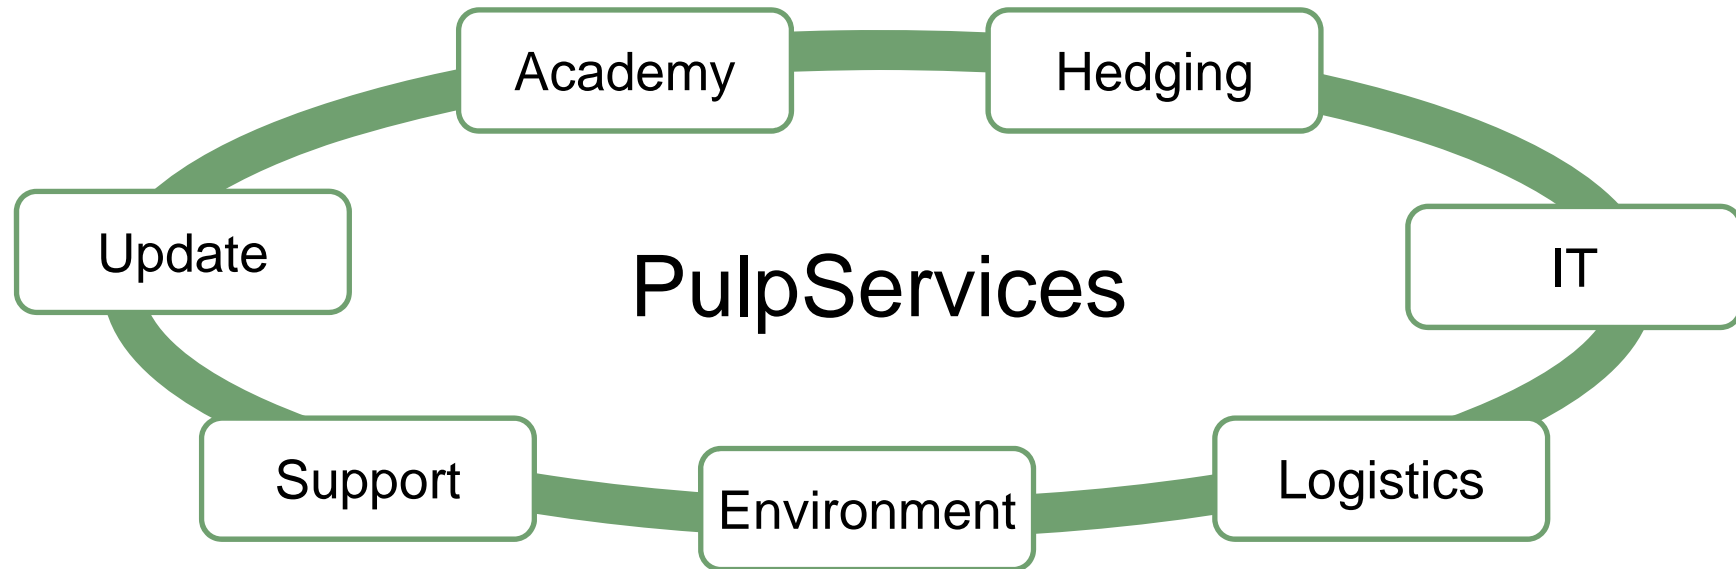 Academy
Hedging
Update
PulpServices
IT
Support
Environment
Logistics